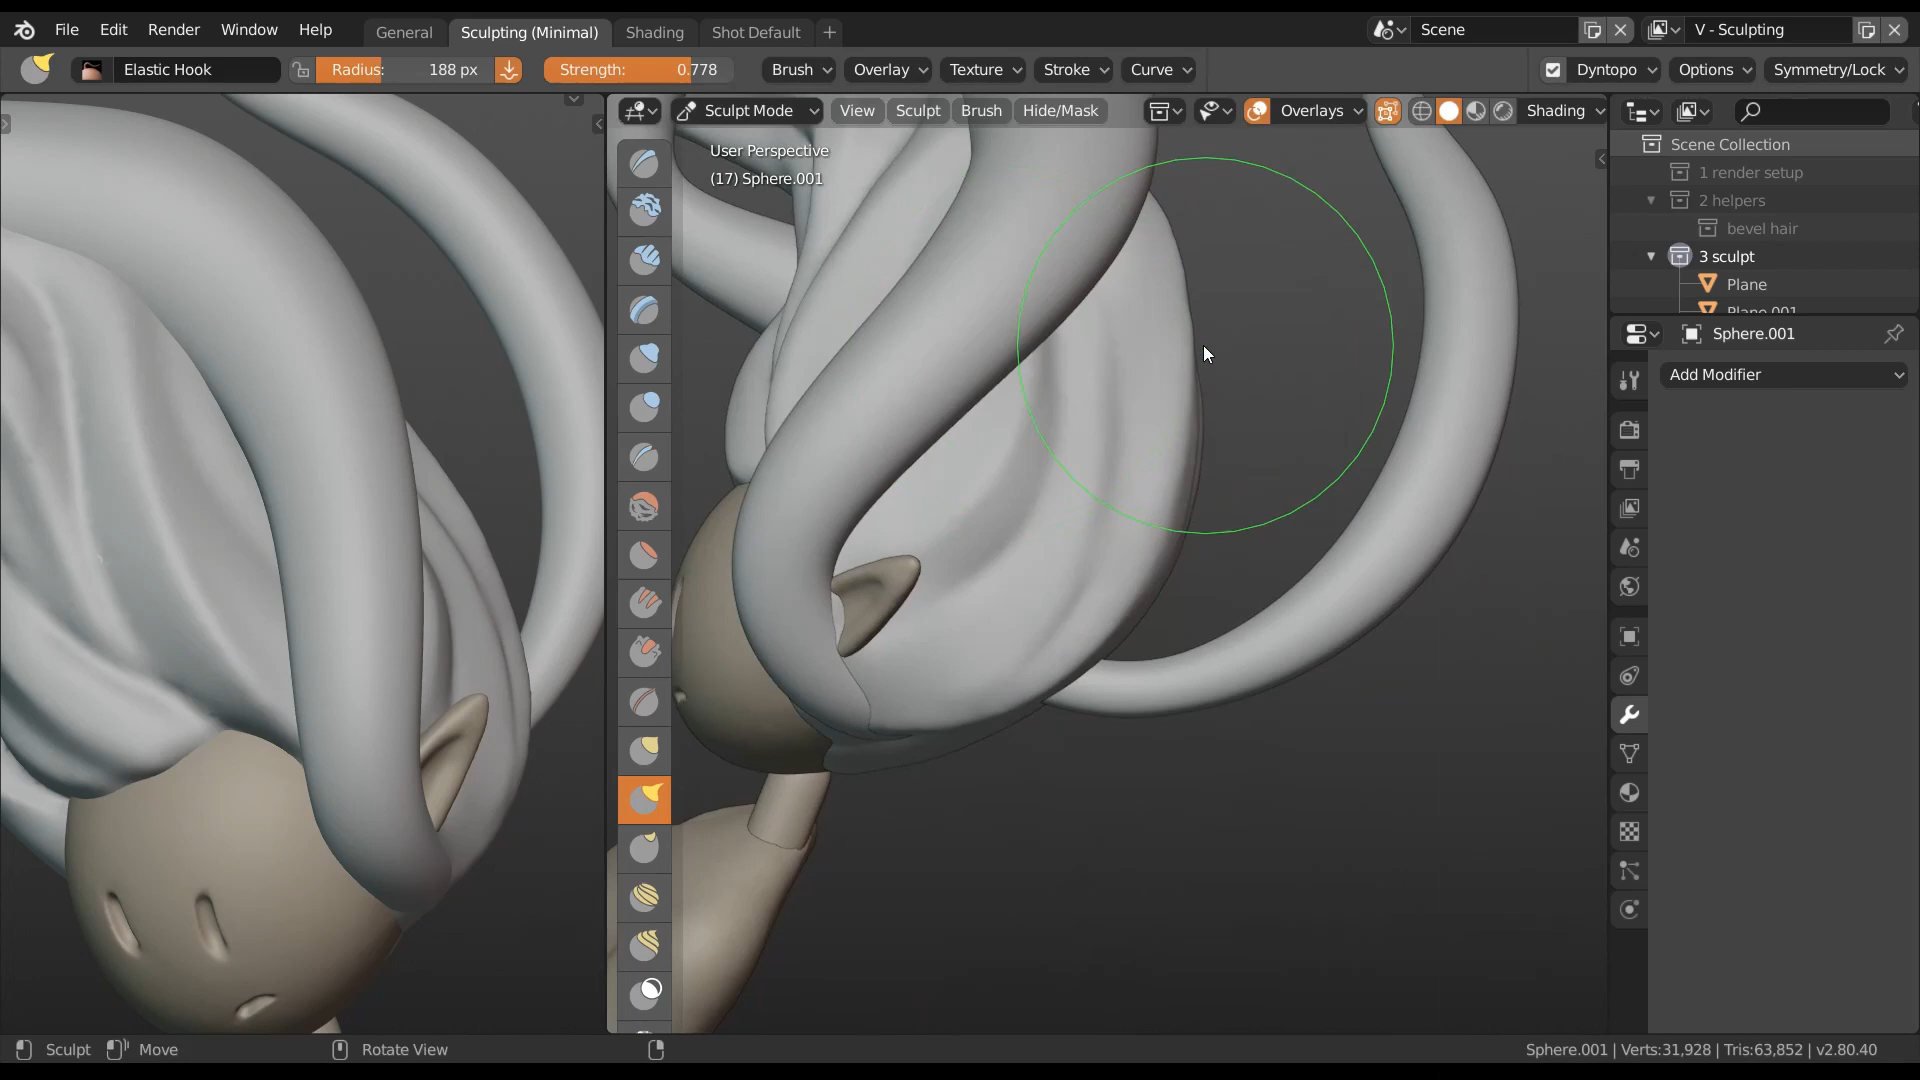 File Edit Render Window Help General Sculpting (Minimal) Shading Shot Default + Scene V - Sculpting
Elastic Hook Radius: 188 px Strength: 0.778 Brush Overlay Texture Stroke Curve Dyntopo Options Symmetry/Lock
Sculpt Mode View Sculpt Brush Hide/Mask Overlays Shading
User Perspective
(17) Sphere.001
Scene Collection
1 render setup
2 helpers
bevel hair
3 sculpt
Plane
Plane.001
Sphere.001
Add Modifier
Sculpt Move Rotate View Sphere.001 | Verts:31,928 | Tris:63,852 | v2.80.40